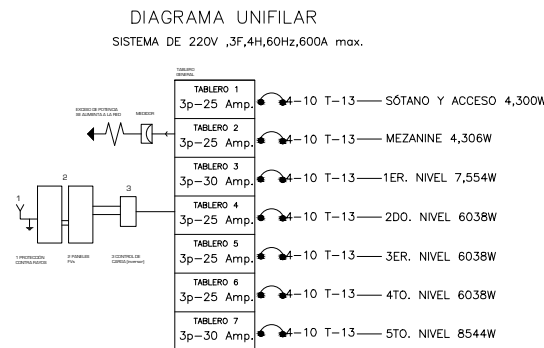 DIAGRAMA UNIFILAR
SISTEMA DE 220V ,3F,4H,60Hz,600A max.
TABLERO
GENERAL
TABLERO 1
3p-25 Amp. 4-10 T-13 SÓTANO Y ACCESO 4,300W
EXCESO DE POTENCIA
SE ALIMENTA A LA RED
MEDIDOR
TABLERO 2
3p-25 Amp. 4-10 T-13 MEZANINE 4,306W
TABLERO 3
3p-30 Amp. 4-10 T-13 1ER. NIVEL 7,554W
1
2
3
TABLERO 4
3p-25 Amp. 4-10 T-13 2DO. NIVEL 6038W
1 PROTECCIÓN
CONTRA RAYOS
2 PANELES
FVs
3 CONTROL DE
CARGA (inversor)
TABLERO 5
3p-25 Amp. 4-10 T-13 3ER. NIVEL 6038W
TABLERO 6
3p-25 Amp. 4-10 T-13 4TO. NIVEL 6038W
TABLERO 7
3p-30 Amp. 4-10 T-13 5TO. NIVEL 8544W